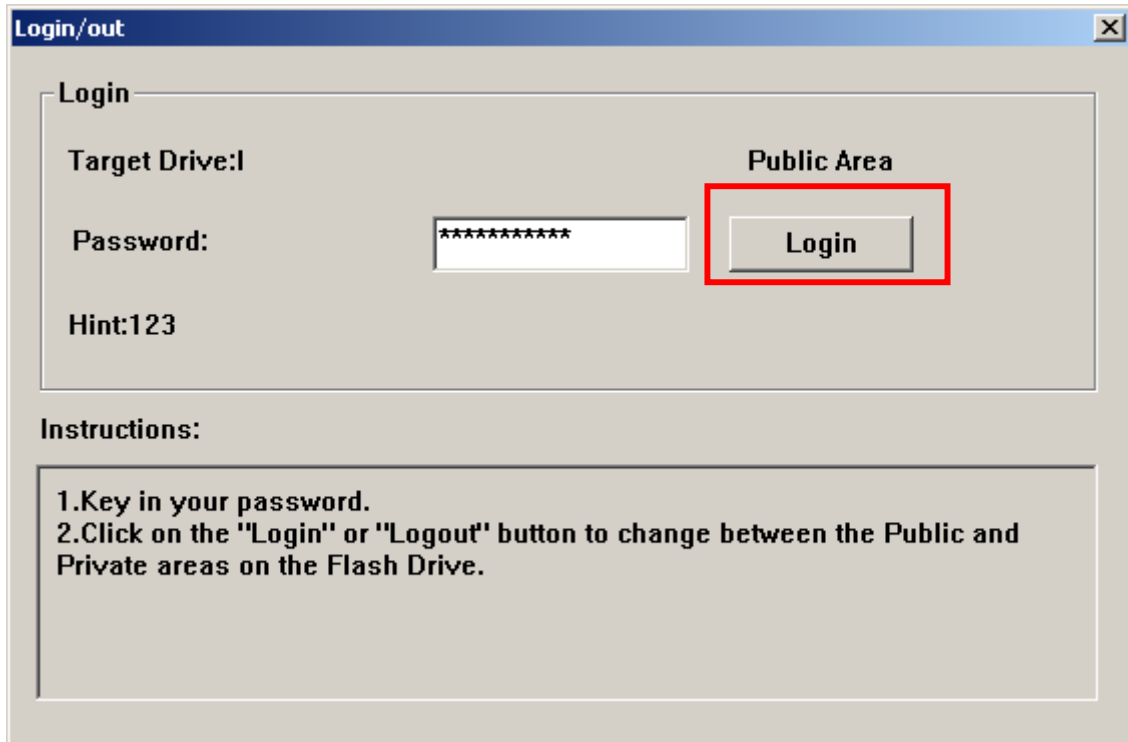 Login/out
Login
Target Drive:I
Public Area
Password:
***********
Login
Hint:123
Instructions:
1.Key in your password.
2.Click on the "Login" or "Logout" button to change between the Public and
Private areas on the Flash Drive.